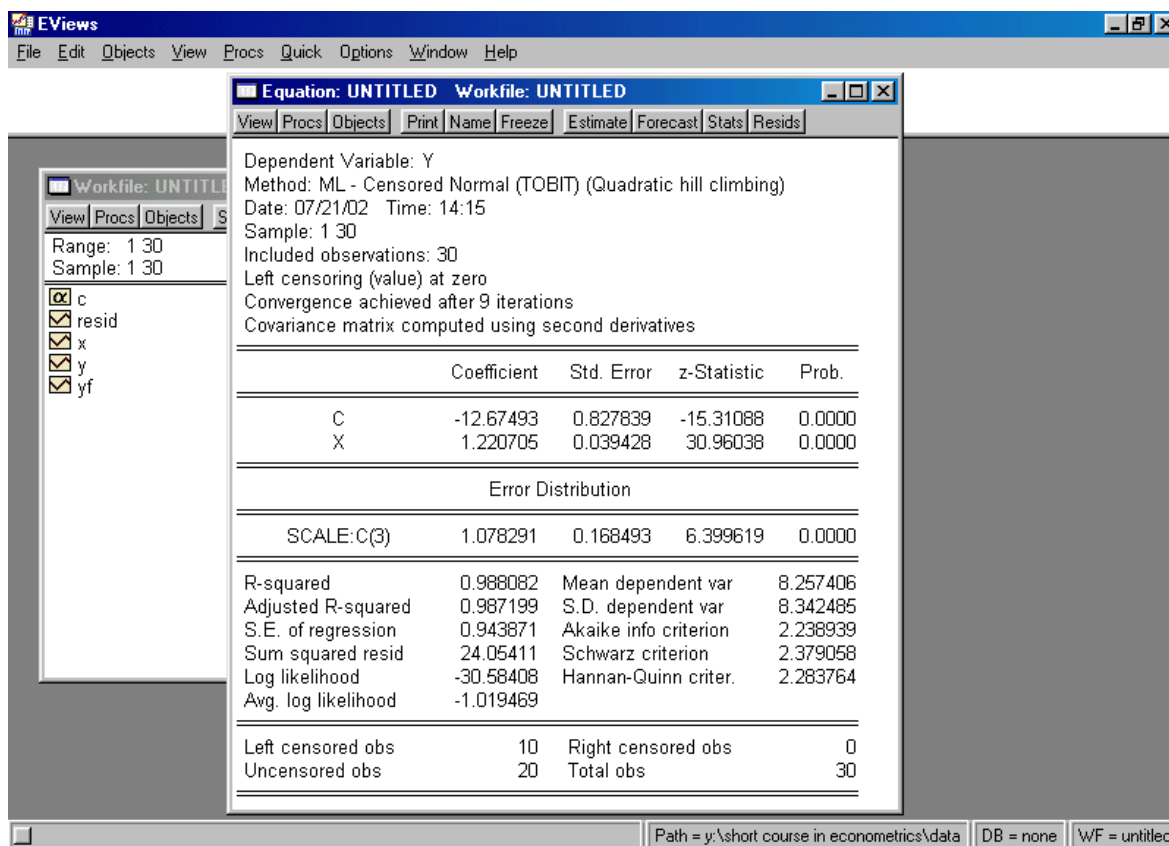 EViews
File Edit Objects View Procs Quick Options Window Help
Equation: UNTITLED Workfile: UNTITLED
View Procs Objects Print Name Freeze Estimate Forecast Stats Resids
Dependent Variable: Y
Method: ML - Censored Normal (TOBIT) (Quadratic hill climbing)
Date: 07/21/02 Time: 14:15
Sample: 1 30
Included observations: 30
Left censoring (value) at zero
Convergence achieved after 9 iterations
Covariance matrix computed using second derivatives
Coefficient Std. Error z-Statistic Prob.
C -12.67493 0.827839 -15.31088 0.0000
X 1.220705 0.039428 30.96038 0.0000
Error Distribution
SCALE:C(3) 1.078291 0.168493 6.399619 0.0000
R-squared 0.988082 Mean dependent var 8.257406
Adjusted R-squared 0.987199 S.D. dependent var 8.342485
S.E. of regression 0.943871 Akaike info criterion 2.238939
Sum squared resid 24.05411 Schwarz criterion 2.379058
Log likelihood -30.58408 Hannan-Quinn criter. 2.283764
Avg. log likelihood -1.019469
Left censored obs 10 Right censored obs 0
Uncensored obs 20 Total obs 30
Workfile: UNTITLE
View Procs Objects S
Range: 1 30
Sample: 1 30
c
resid
x
y
yf
Path = y:\short course in econometrics\data DB = none WF = untitled